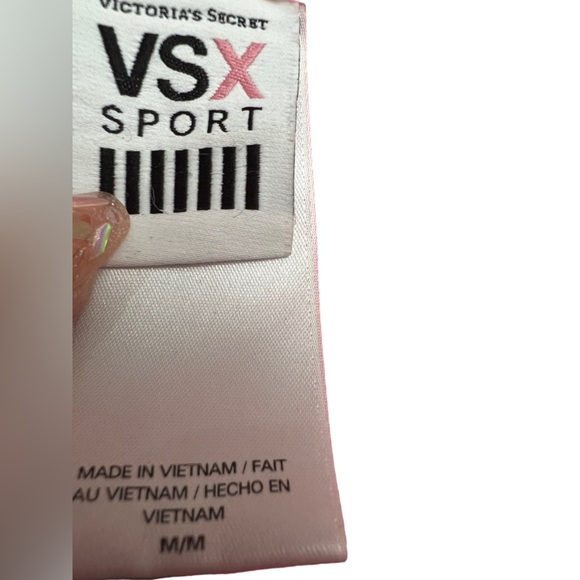 VICTORIA'S SECRET
VSX
SPORT
MADE IN VIETNAM / FAIT
AU VIETNAM / HECHO EN
VIETNAM
M/M